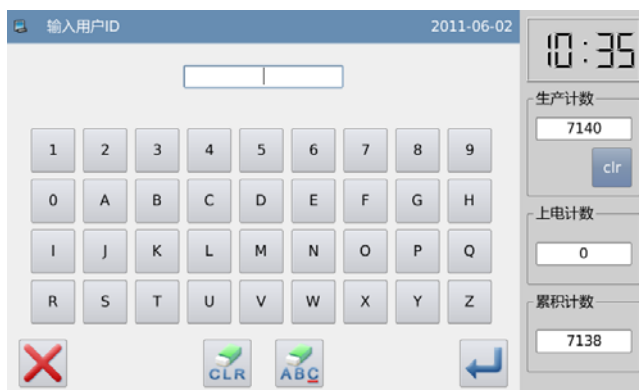 输入用户ID 2011-06-02
10:35
生产计数
7140
clr
上电计数
0
累积计数
7138
1 2 3 4 5 6 7 8 9
0 A B C D E F G H
I J K L M N O P Q
R S T U V W X Y Z
CLR ABC